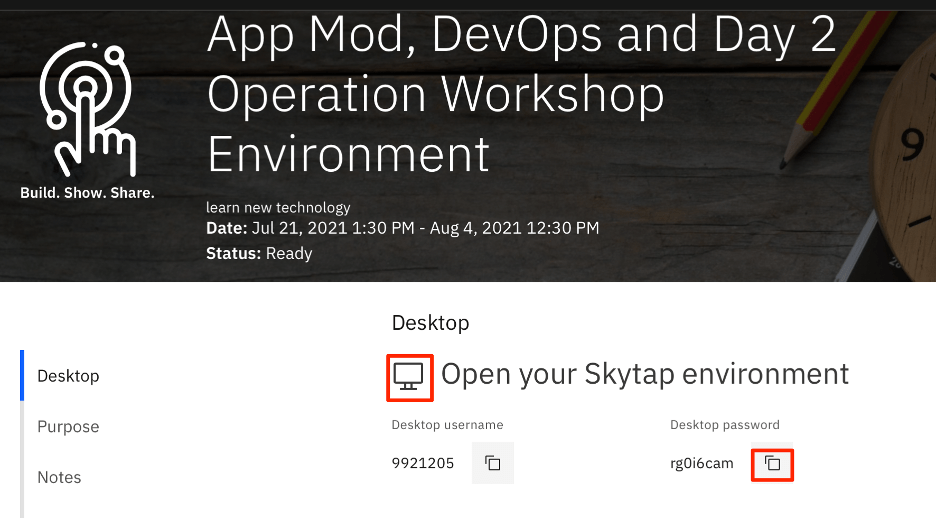 App Mod, DevOps and Day 2
Operation Workshop
Environment
Build. Show. Share.
learn new technology
Date: Jul 21, 2021 1:30 PM - Aug 4, 2021 12:30 PM
Status: Ready
9
Desktop
Desktop
Purpose
Notes
Open your Skytap environment
Desktop username
Desktop password
9921205
rg0i6cam